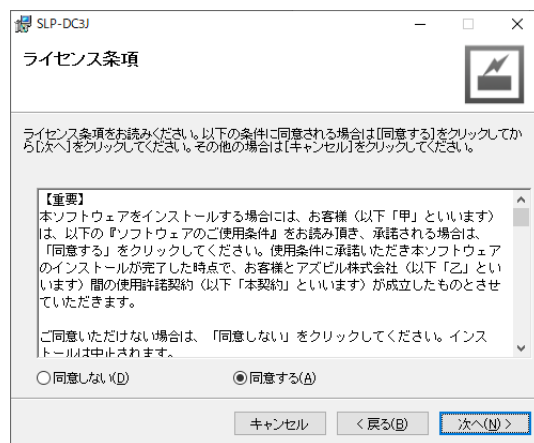 SLP-DC3J
ライセンス条項
ライセンス条項をお読みください。以下の条件に同意される場合は[同意する]をクリックしてか
ら[次へ]をクリックしてください。その他の場合は[キャンセル]をクリックしてください。
【重要】
本ソフトウェアをインストールする場合には、お客様（以下「甲」といいます）
は、以下の『ソフトウェアのご使用条件』をお読み頂き、承諾される場合は、
「同意する」をクリックしてください。使用条件に承諾いただき本ソフトウェア
のインストールが完了した時点で、お客様とアズビル株式会社（以下「乙」とい
います）間の使用許諾契約（以下「本契約」といいます）が成立したものとさせ
ていただきます。
ご同意いただけない場合は、「同意しない」をクリックしてください。インス
トールは中止されます。
同意しない(D) 同意する(A)
キャンセル < 戻る(B) 次へ(N) >